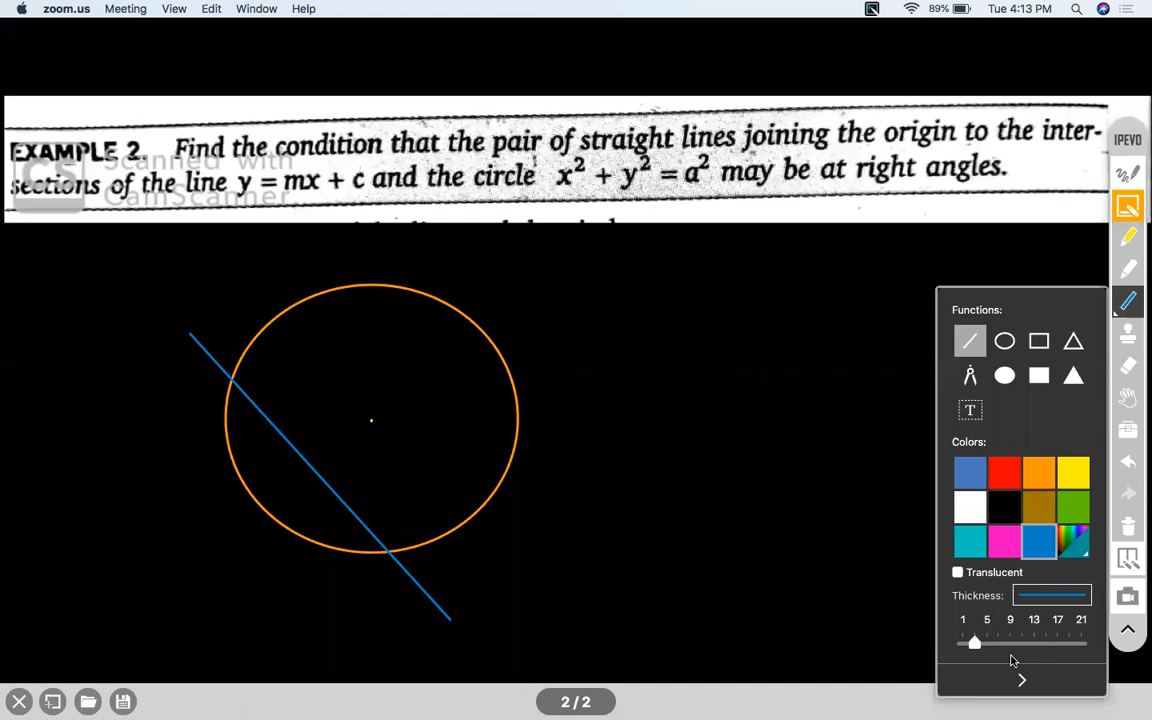 zoom.us Meeting View Edit Window Help 89% Tue 4:13 PM
EXAMPLE 2. Find the condition that the pair of straight lines joining the origin to the inter-
sections of the line y = mx + c and the circle x² + y² = a² may be at right angles.
CS Scanned with
CamScanner
IPEVO
Functions:
T
Colors:
Translucent
Thickness:
1 5 9 13 17 21
2 / 2